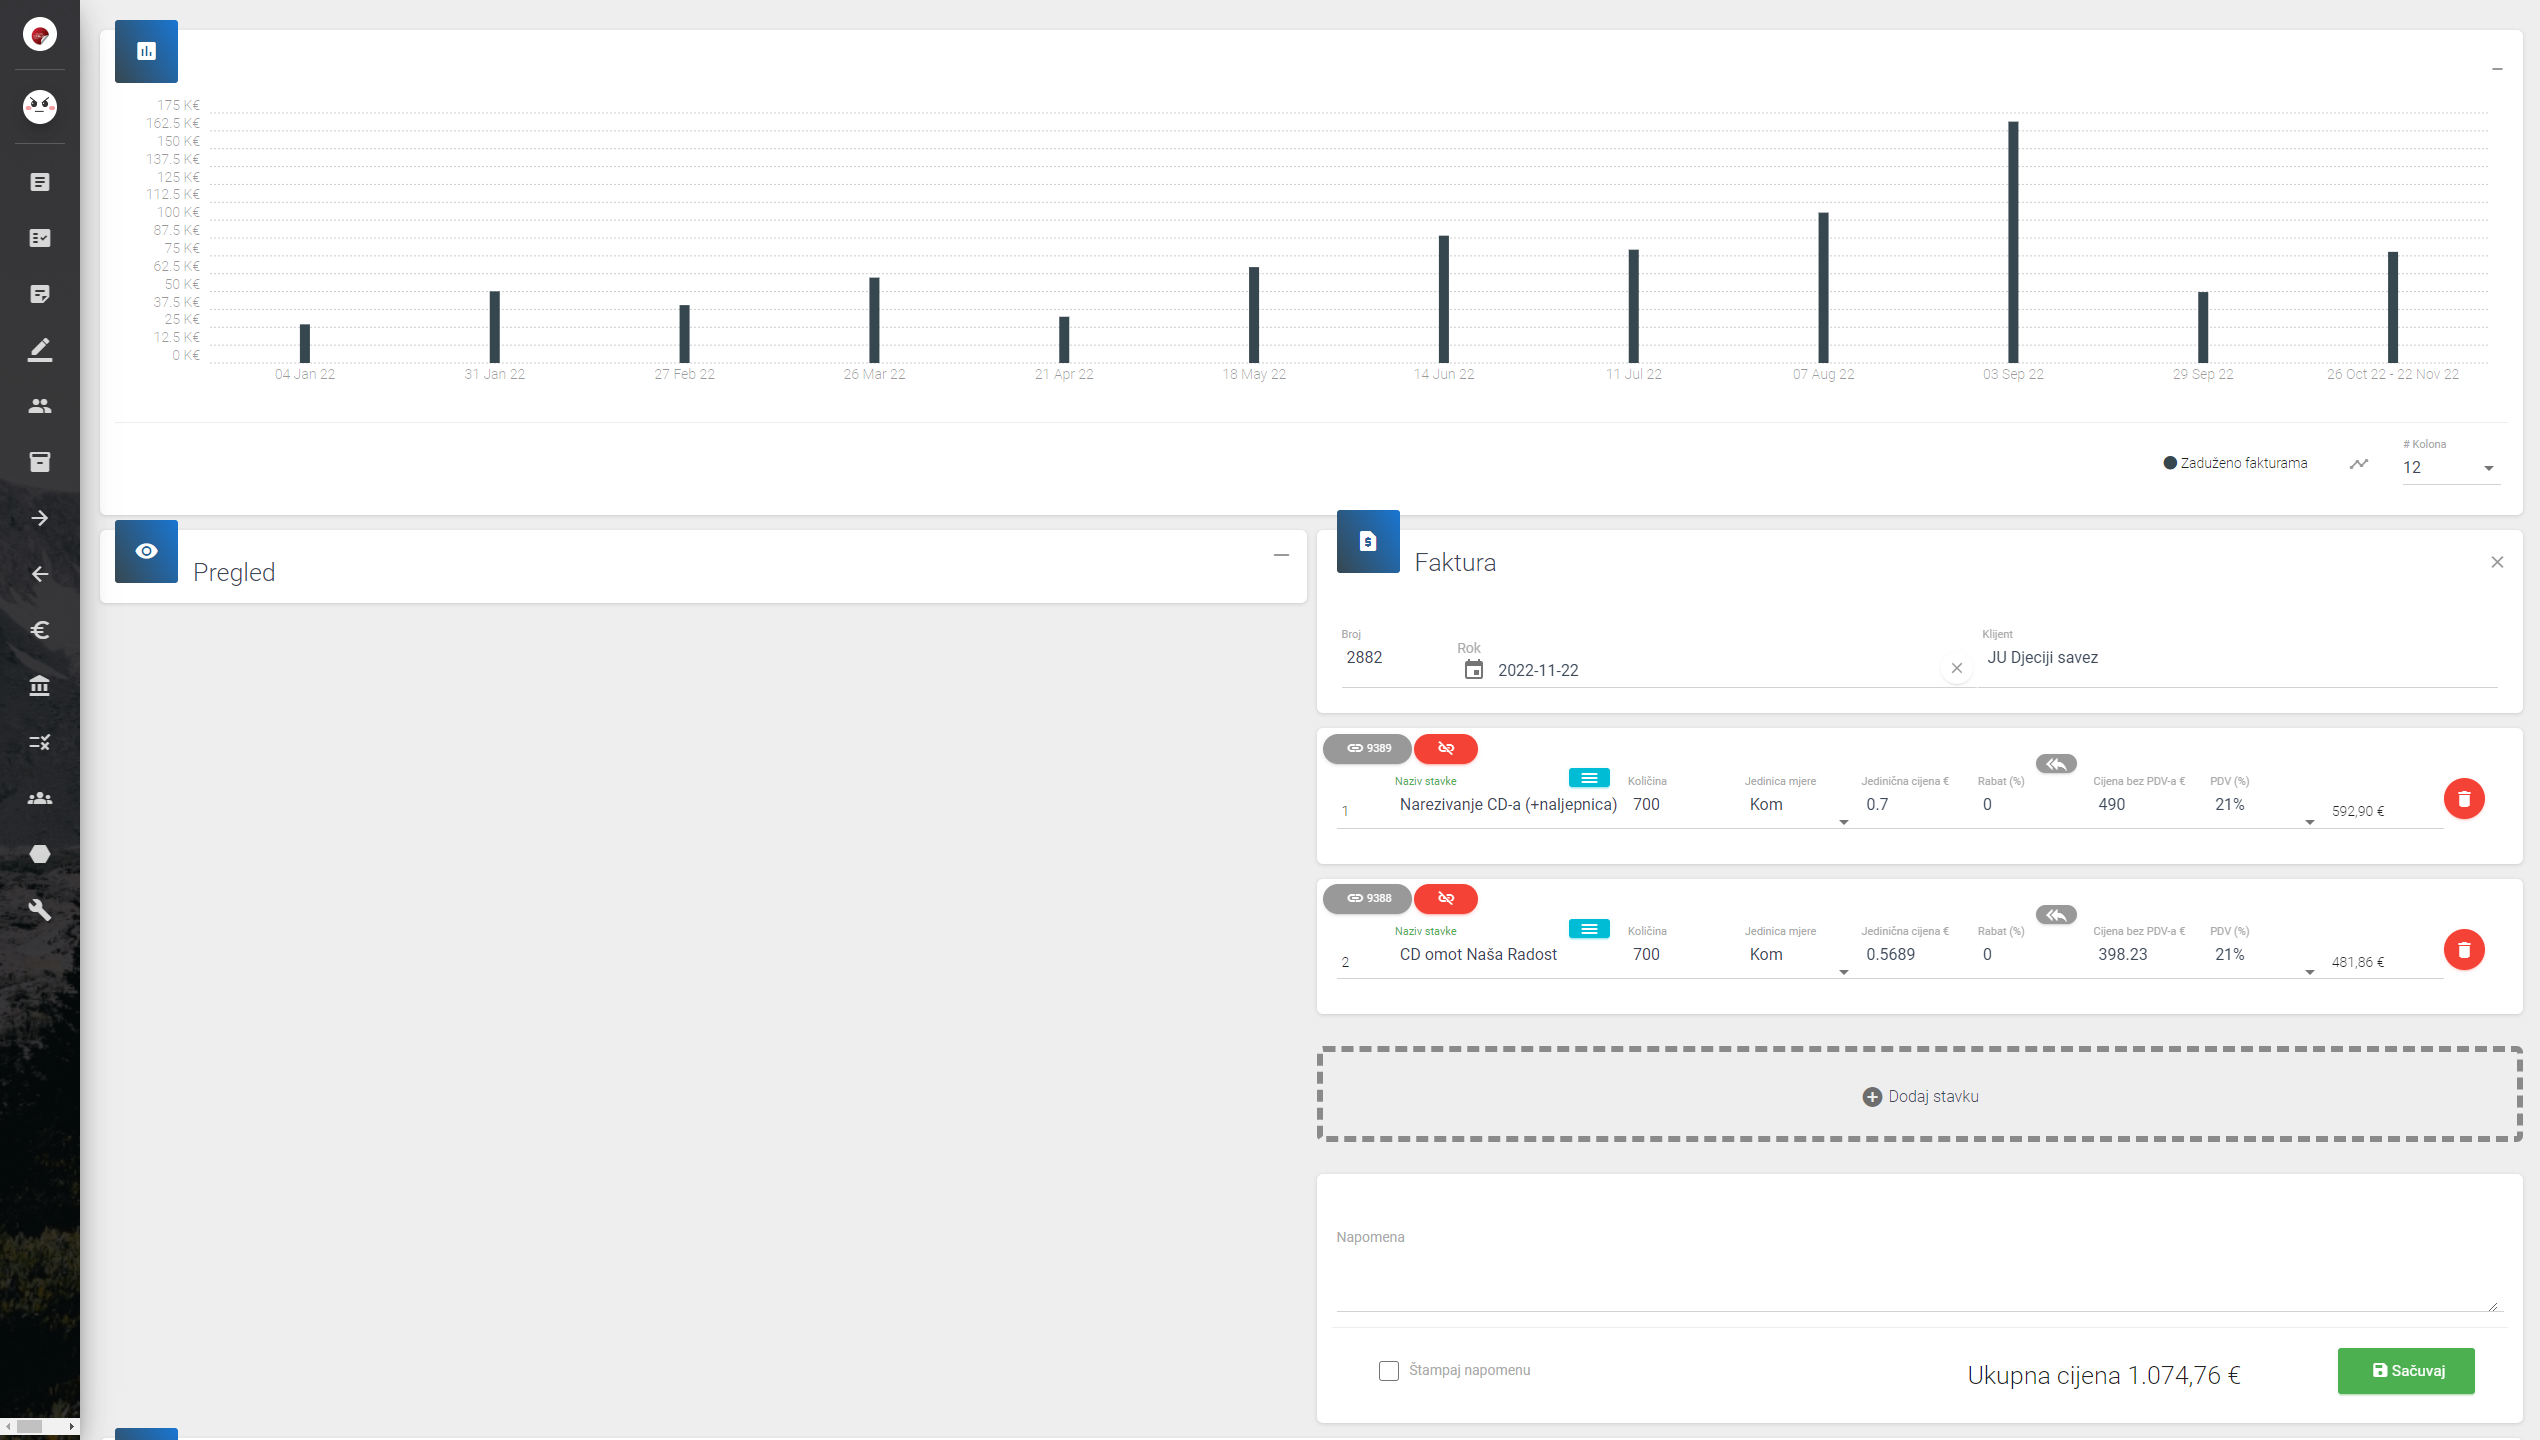 175 K€
162.5 K€
150 K€
137.5 K€
125 K€
112.5 K€
100 K€
87.5 K€
75 K€
62.5 K€
50 K€
37.5 K€
25 K€
12.5 K€
0 K€
04 Jan 22 31 Jan 22 27 Feb 22 26 Mar 22 21 Apr 22 18 May 22 14 Jun 22 11 Jul 22 07 Aug 22 03 Sep 22 29 Sep 22 26 Oct 22 - 22 Nov 22
# Kolona
Zaduženo fakturama 12
Pregled
Faktura
Broj Rok Klijent
2882 2022-11-22 JU Djeciji savez
9389
Naziv stavke Količina Jedinica mjere Jedinična cijena € Rabat (%) Cijena bez PDV-a € PDV (%)
1 Narezivanje CD-a (+naljepnica) 700 Kom 0.7 0 490 21% 592,90 €
9388
Naziv stavke Količina Jedinica mjere Jedinična cijena € Rabat (%) Cijena bez PDV-a € PDV (%)
2 CD omot Naša Radost 700 Kom 0.5689 0 398.23 21% 481,86 €
Dodaj stavku
Napomena
Štampaj napomenu Ukupna cijena 1.074,76 € Sačuvaj